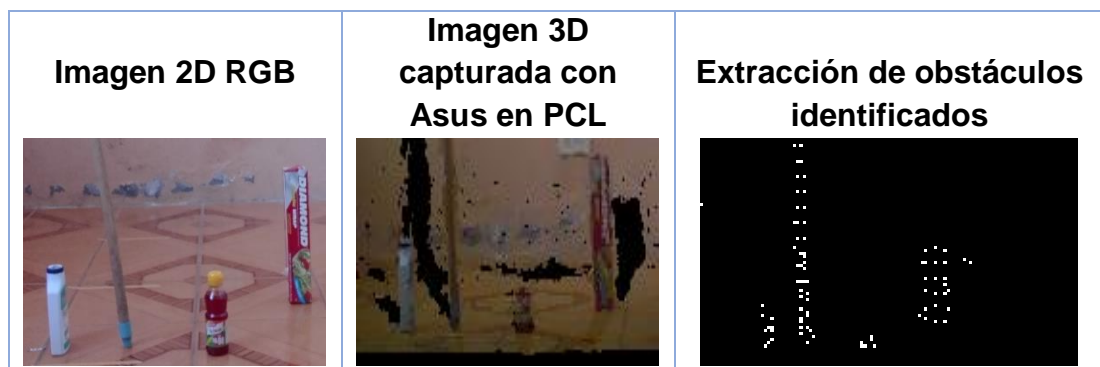 Imagen 2D RGB
Imagen 3D
capturada con
Asus en PCL
Extracción de obstáculos
identificados
DIAMOND